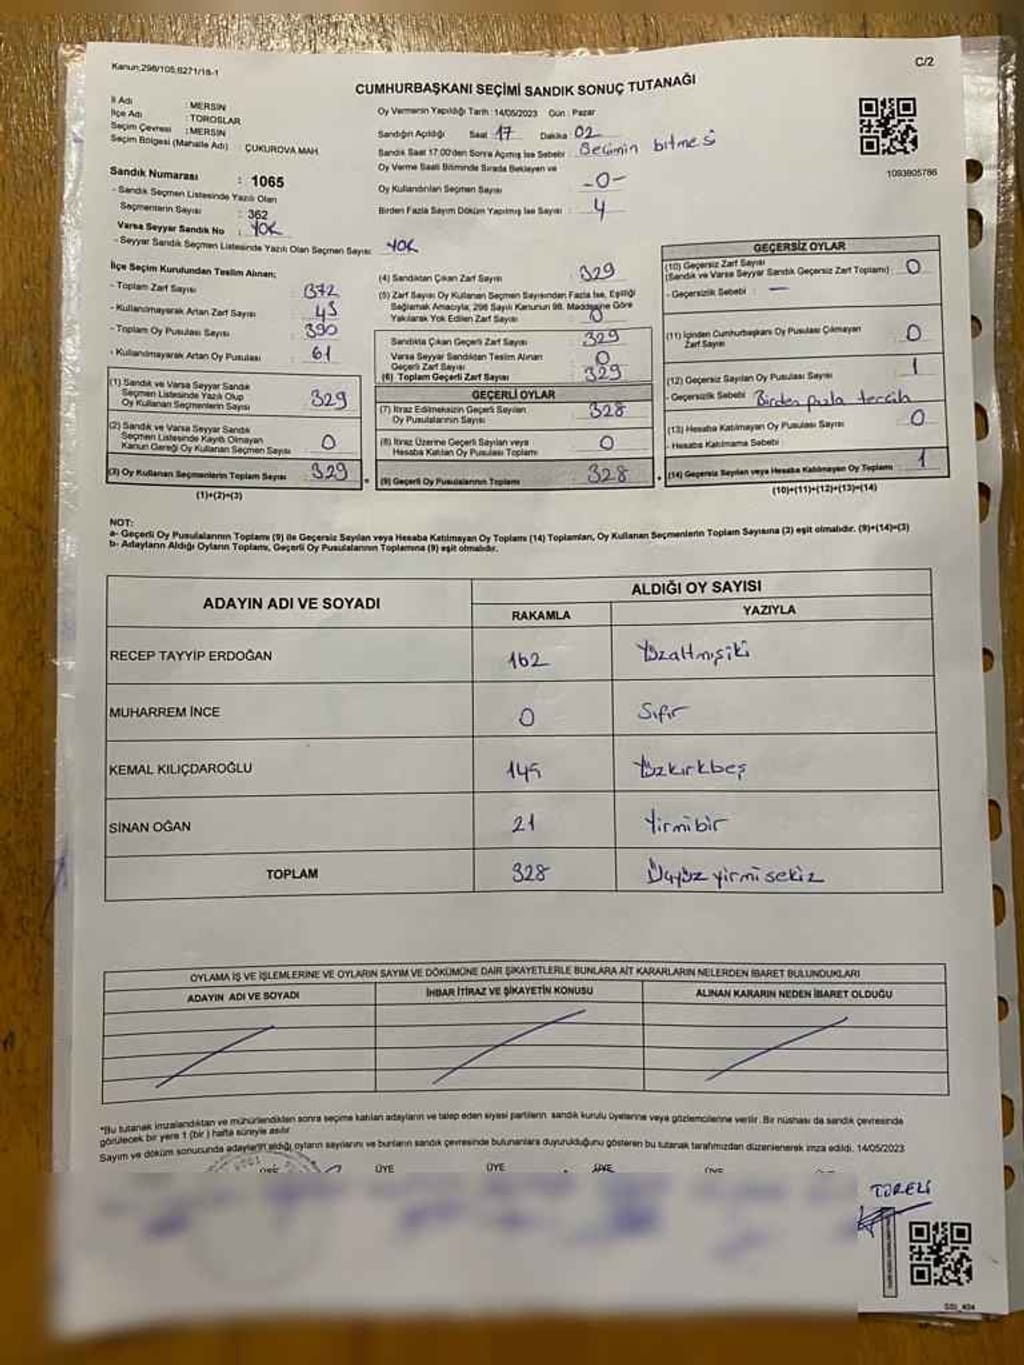 Kanun;298/105,6271/18-1
C/2
CUMHURBAŞKANI SEÇİMİ SANDIK SONUÇ TUTANAĞI
İl Adı : MERSİN
İlçe Adı : TOROSLAR
Seçim Çevresi : MERSİN
Seçim Bölgesi (Mahalle Adı) : ÇUKUROVA MAH.
Oy Vermenin Yapıldığı Tarih : 14/05/2023 Gün : Pazar
Sandığın Açıldığı Saat : 17 Dakika : 02
Sandık Saat 17:00'den Sonra Açılmış İse Sebebi : Seçimin bitmesi
Oy Verme Saati Bitiminde Sırada Bekleyen ve
Oy Kullandırılan Seçmen Sayısı : -0-
Birden Fazla Sayım Döküm Yapılmış İse Sayısı : 4
1093805786
Sandık Numarası : 1065
- Sandık Seçmen Listesinde Yazılı Olan
Seçmenlerin Sayısı : 362
Varsa Seyyar Sandık No : YOK
- Seyyar Sandık Seçmen Listesinde Yazılı Olan Seçmen Sayısı : YOK
İlçe Seçim Kurulundan Teslim Alınan;
- Toplam Zarf Sayısı : 372
- Kullanılmayarak Artan Zarf Sayısı : 43
- Toplam Oy Pusulası Sayısı : 390
- Kullanılmayarak Artan Oy Pusulası : 61
(1) Sandık ve Varsa Seyyar Sandık
Seçmen Listesinde Yazılı Olup
Oy Kullanan Seçmenlerin Sayısı 329
(2) Sandık ve Varsa Seyyar Sandık
Seçmen Listesinde Kayıtlı Olmayan
Kanun Gereği Oy Kullanan Seçmen Sayısı 0
(3) Oy Kullanan Seçmenlerin Toplam Sayısı 329
(1)+(2)=(3)
(4) Sandıktan Çıkan Zarf Sayısı : 329
(5) Zarf Sayısı Oy Kullanan Seçmen Sayısından Fazla İse, Eşitliği
Sağlamak Amacıyla, 298 Sayılı Kanunun 98. Maddesine Göre
Yakılarak Yok Edilen Zarf Sayısı : 0
Sandıkta Çıkan Geçerli Zarf Sayısı : 329
Varsa Seyyar Sandıktan Teslim Alınan
Geçerli Zarf Sayısı : 0
(6) Toplam Geçerli Zarf Sayısı : 329
GEÇERLİ OYLAR
(7) İtiraz Edilmeksizin Geçerli Sayılan
Oy Pusulasının Sayısı : 328
(8) İtiraz Üzerine Geçerli Sayılan veya
Hesaba Katılan Oy Pusulası Toplamı : 0
(9) Geçerli Oy Pusulalarının Toplamı : 328
GEÇERSİZ OYLAR
(10) Geçersiz Zarf Sayısı
(Sandık ve Varsa Seyyar Sandık Geçersiz Zarf Toplamı) : 0
- Geçersizlik Sebebi : —
(11) İçinden Cumhurbaşkanı Oy Pusulası Çıkmayan
Zarf Sayısı : 0
(12) Geçersiz Sayılan Oy Pusulası Sayısı : 1
- Geçersizlik Sebebi Birden fazla tercih
(13) Hesaba Katılmayan Oy Pusulası Sayısı : 0
- Hesaba Katılmama Sebebi :
(14) Geçersiz Sayılan veya Hesaba Katılmayan Oy Toplamı : 1
(10)+(11)+(12)+(13)=(14)
NOT:
a- Geçerli Oy Pusulalarının Toplamı (9) ile Geçersiz Sayılan veya Hesaba Katılmayan Oy Toplamı (14) Toplamları, Oy Kullanan Seçmenlerin Toplam Sayısına (3) eşit olmalıdır. (9)+(14)=(3)
b- Adayların Aldığı Oyların Toplamı, Geçerli Oy Pusulalarının Toplamına (9) eşit olmalıdır.
ADAYIN ADI VE SOYADI
ALDIĞI OY SAYISI
RAKAMLA YAZIYLA
RECEP TAYYİP ERDOĞAN 162 Yüzaltmışiki
MUHARREM İNCE 0 Sıfır
KEMAL KILIÇDAROĞLU 145 Yüzkırkbeş
SİNAN OĞAN 21 Yirmibir
TOPLAM 328 Üçyüzyirmisekiz
OYLAMA İŞ VE İŞLEMLERİNE VE OYLARIN SAYIM VE DÖKÜMÜNE DAİR ŞİKAYETLERLE BUNLARA AİT KARARLARIN NELERDEN İBARET BULUNDUKLARI
ADAYIN ADI VE SOYADI İHBAR İTİRAZ VE ŞİKAYETİN KONUSU ALINAN KARARIN NEDEN İBARET OLDUĞU
*Bu tutanak imzalandıktan ve mühürlendikten sonra seçime katılan adayların ve talep eden siyasi partilerin sandık kurulu üyelerine veya gözlemcilerine verilir. Bir nüshası da sandık çevresinde
görülecek bir yere 1 (bir) hafta süreyle asılır.
Sayım ve döküm sonucunda adayların aldığı oyların sayılarını ve bunların sandık çevresinde bulunanlara duyurulduğunu gösteren bu tutanak tarafımızdan düzenlenerek imza edildi. 14/05/2023
ÜYE ÜYE ÜYE